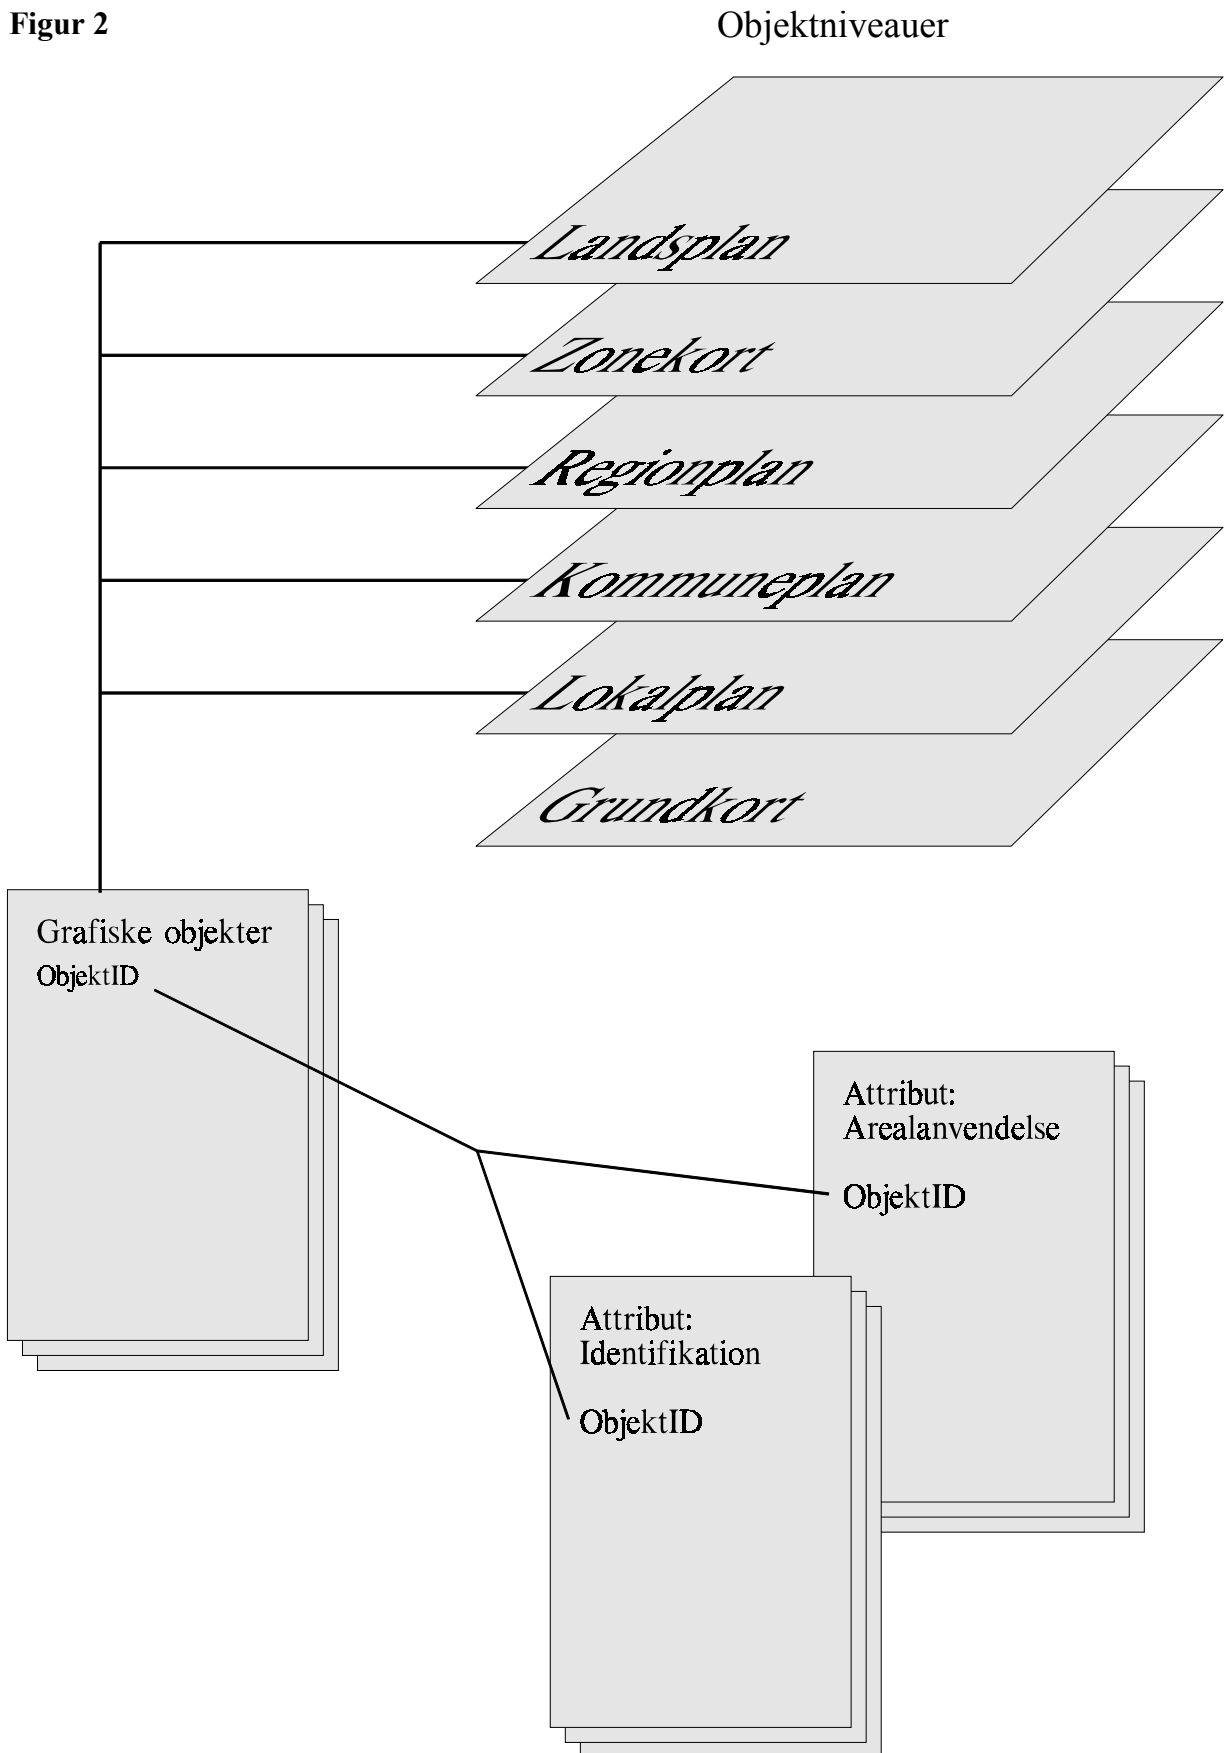 Figur 2
Objektniveauer
Landsplan
Zonekort
Regionplan
Kommuneplan
Lokalplan
Grundkort
Grafiske objekter
ObjektID
Attribut:
Arealanvendelse
ObjektID
Attribut:
Identifikation
ObjektID